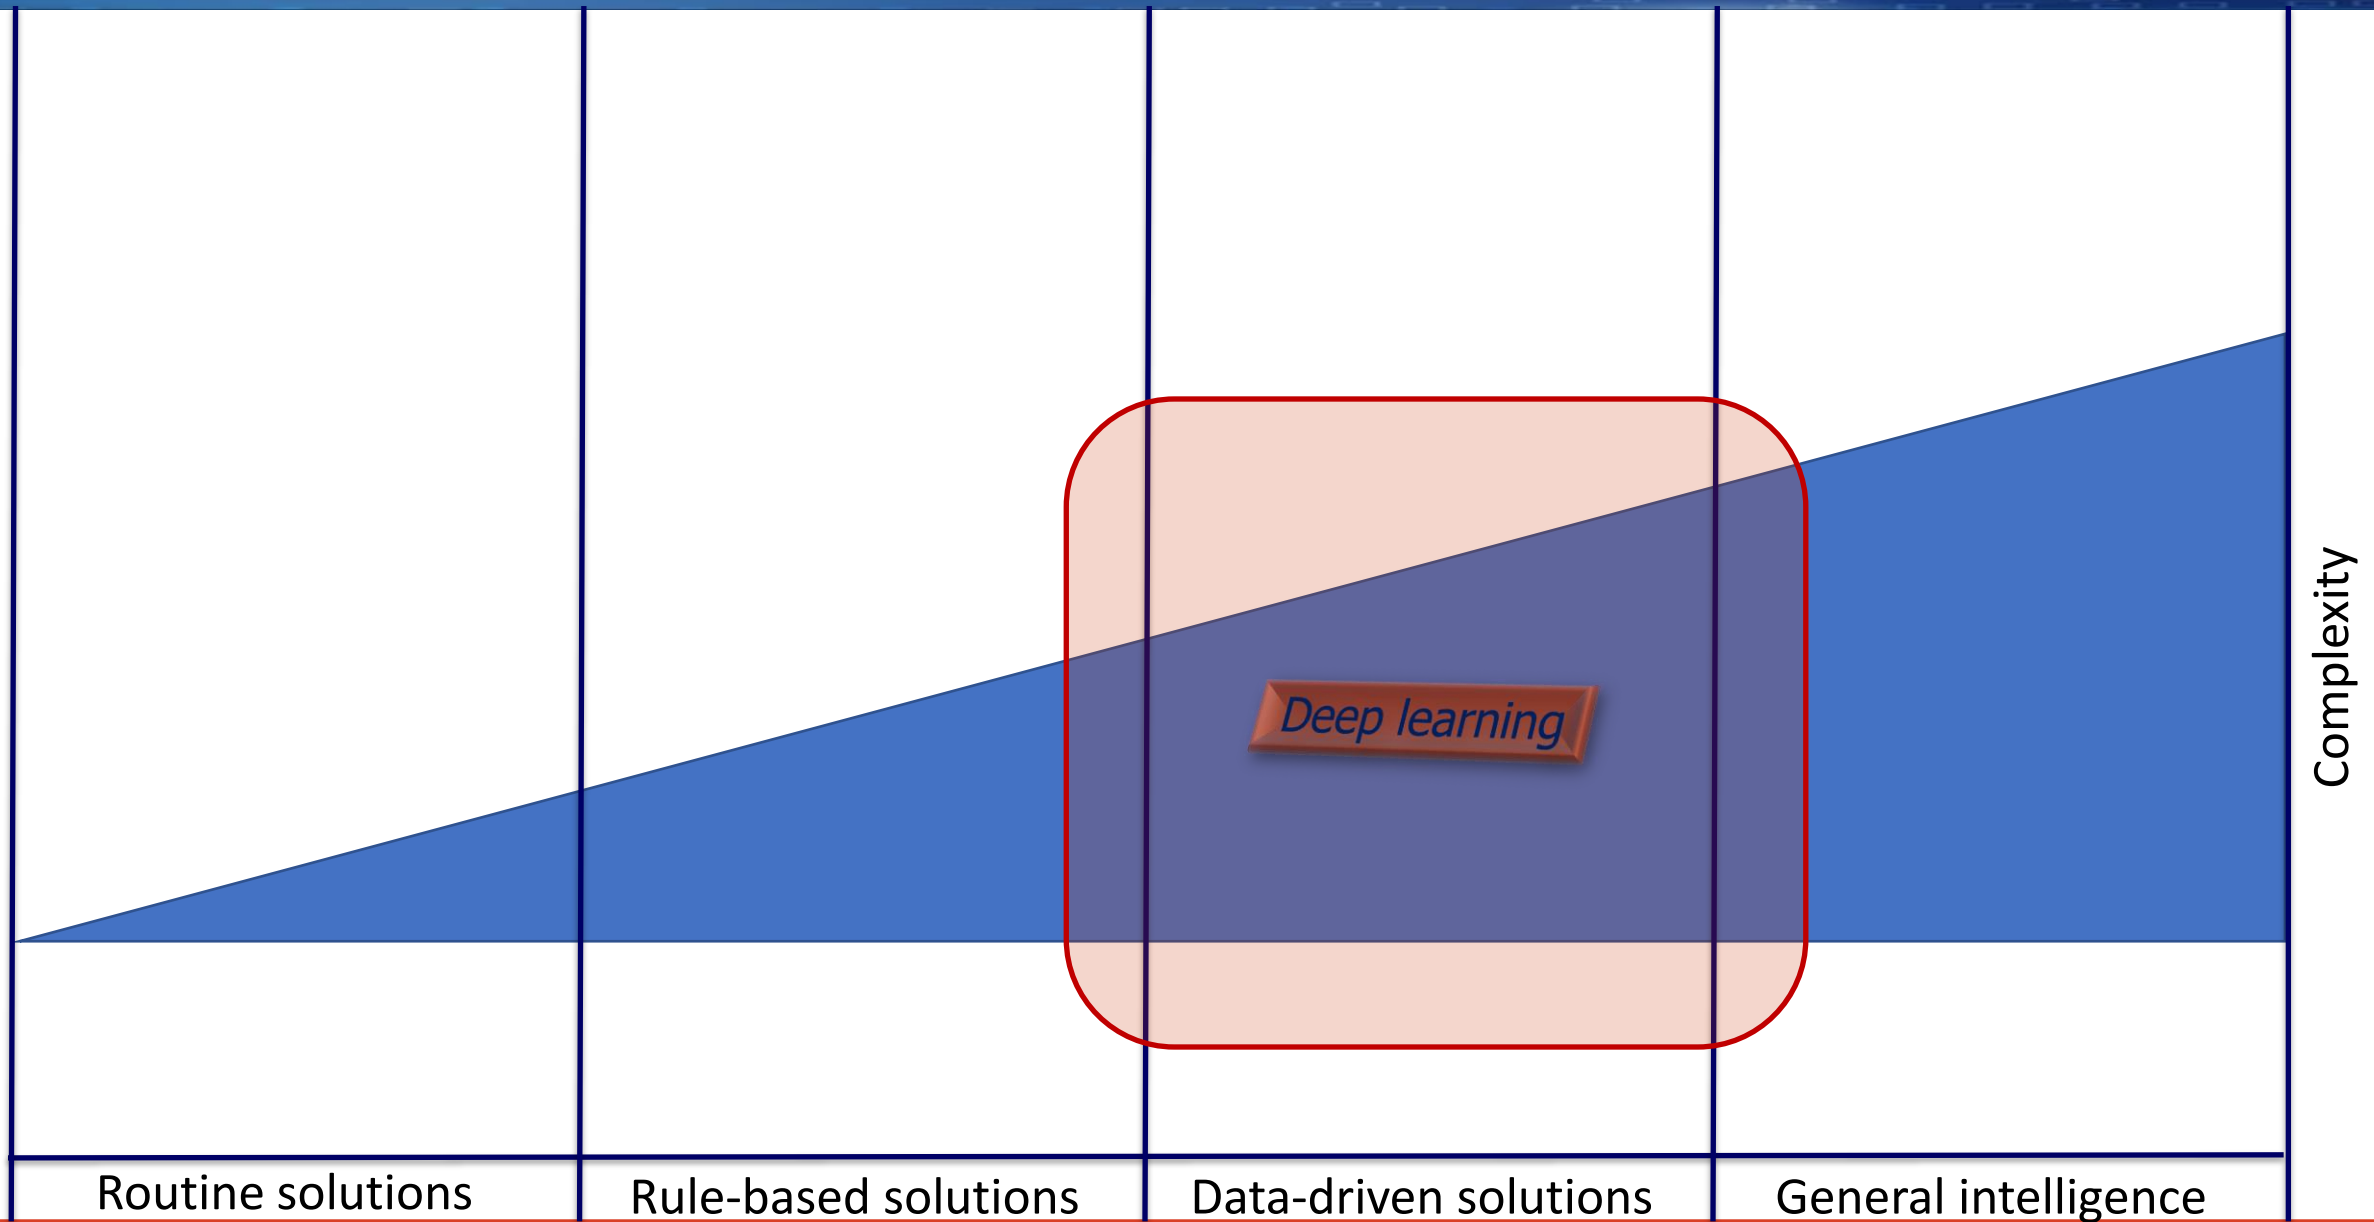 Deep learning
Complexity
Routine solutions
Rule-based solutions
Data-driven solutions
General intelligence